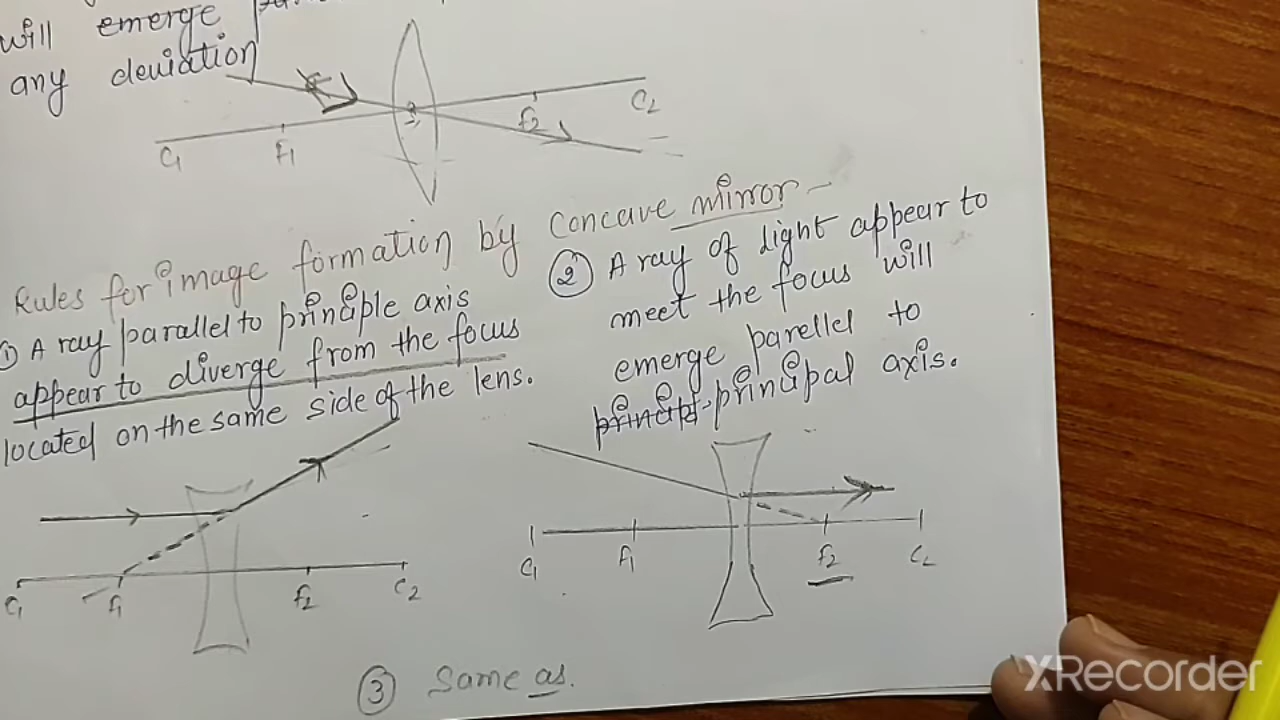 will emerge
any deviation
C1 F1 F2 C2
Rules for image formation by Concave mirror -
① A ray parallel to principle axis
appear to diverge from the focus
located on the same side of the lens.
② A ray of light appear to
meet the focus will
emerge parellel to
principal axis.
C1 F1 F2 C2
C1 F1 F2 C2
③ Same as.
XRecorder